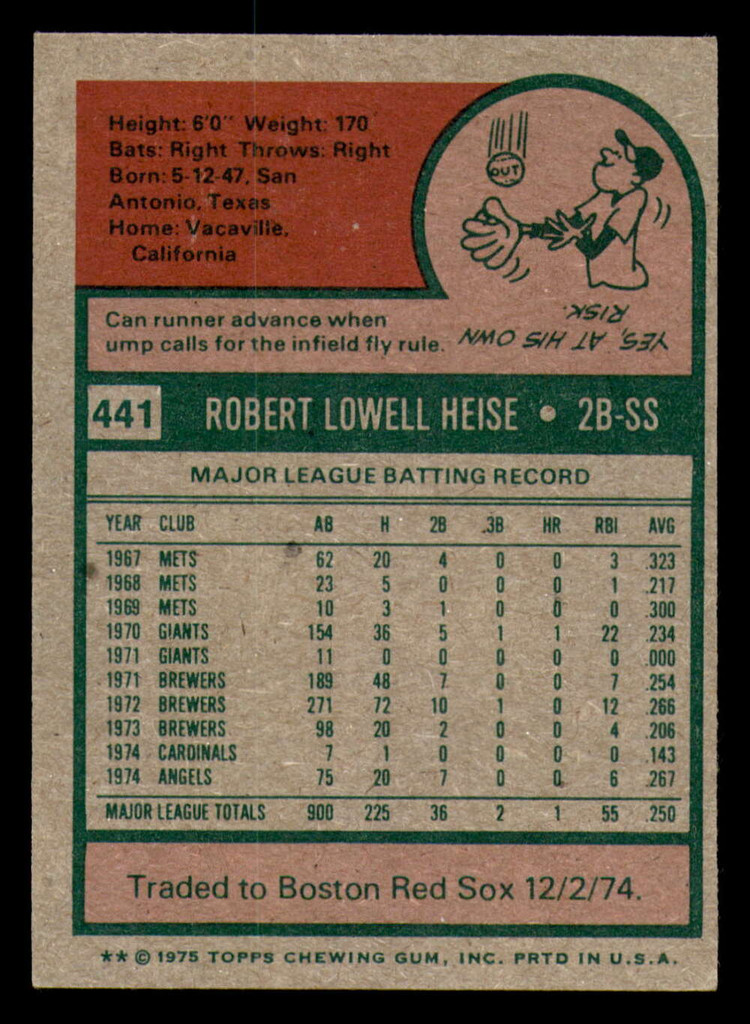 Height: 6'0" Weight: 170
Bats: Right Throws: Right
Born: 5-12-47, San
Antonio, Texas
Home: Vacaville,
California
OUT
Can runner advance when
ump calls for the infield fly rule.
YES, AT HIS OWN
RISK.
441 ROBERT LOWELL HEISE • 2B-SS
MAJOR LEAGUE BATTING RECORD
YEAR CLUB AB H 2B .3B HR RBI AVG
1967 METS 62 20 4 0 0 3 .323
1968 METS 23 5 0 0 0 1 .217
1969 METS 10 3 1 0 0 0 .300
1970 GIANTS 154 36 5 1 1 22 .234
1971 GIANTS 11 0 0 0 0 0 .000
1971 BREWERS 189 48 7 0 0 7 .254
1972 BREWERS 271 72 10 1 0 12 .266
1973 BREWERS 98 20 2 0 0 4 .206
1974 CARDINALS 7 1 0 0 0 0 .143
1974 ANGELS 75 20 7 0 0 6 .267
MAJOR LEAGUE TOTALS 900 225 36 2 1 55 .250
Traded to Boston Red Sox 12/2/74.
** © 1975 TOPPS CHEWING GUM, INC. PRTD IN U.S.A.